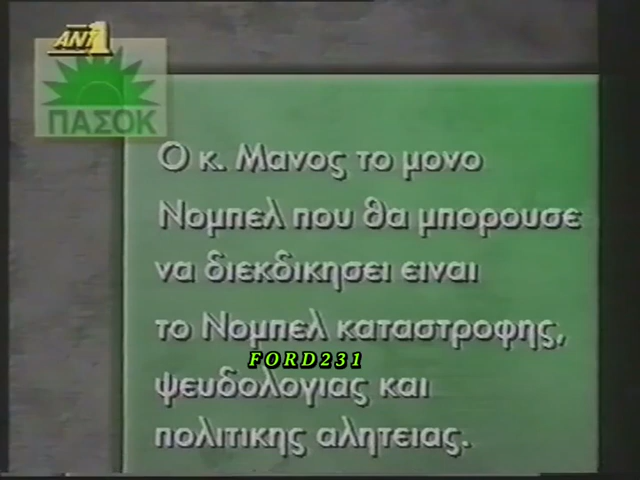 ΑΝΤ1
ΠΑΣΟΚ
Ο κ. Μανος το μονο
Νομπελ που θα μπορουσε
να διεκδικησει ειναι
το Νομπελ καταστροφης,
FORD231
ψευδολογιας και
πολιτικης αλητειας.